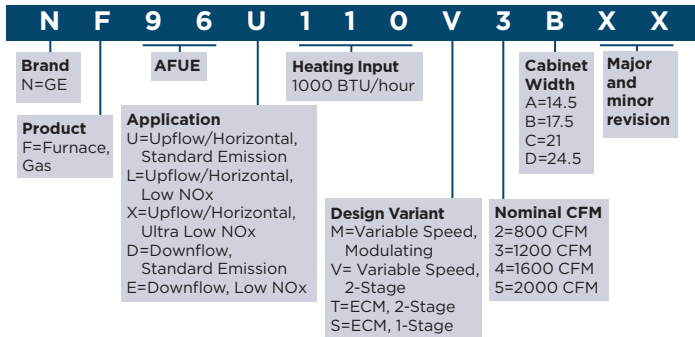 N F 9 6 U 1 1 0 V 3 B X X
Brand
N=GE
AFUE
Heating Input
1000 BTU/hour
Cabinet
Width
A=14.5
B=17.5
C=21
D=24.5
Major
and
minor
revision
Product
F=Furnace,
Gas
Application
U=Upflow/Horizontal,
Standard Emission
L=Upflow/Horizontal,
Low NOx
X=Upflow/Horizontal,
Ultra Low NOx
D=Downflow,
Standard Emission
E=Downflow, Low NOx
Design Variant
M=Variable Speed,
Modulating
V= Variable Speed,
2-Stage
T=ECM, 2-Stage
S=ECM, 1-Stage
Nominal CFM
2=800 CFM
3=1200 CFM
4=1600 CFM
5=2000 CFM